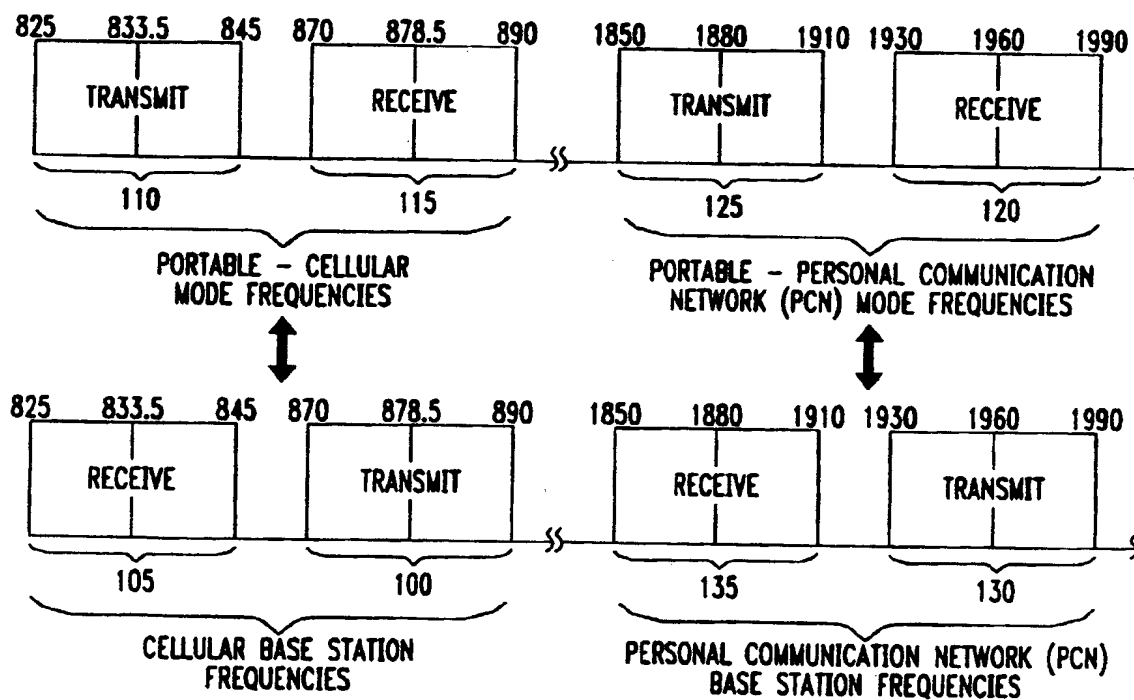 825 833.5 845 870 878.5 890 1850 1880 1910 1930 1960 1990
TRANSMIT RECEIVE TRANSMIT RECEIVE
110 115 125 120
PORTABLE - CELLULAR
MODE FREQUENCIES
PORTABLE - PERSONAL COMMUNICATION
NETWORK (PCN) MODE FREQUENCIES
825 833.5 845 870 878.5 890 1850 1880 1910 1930 1960 1990
RECEIVE TRANSMIT RECEIVE TRANSMIT
105 100 135 130
CELLULAR BASE STATION
FREQUENCIES
PERSONAL COMMUNICATION NETWORK (PCN)
BASE STATION FREQUENCIES